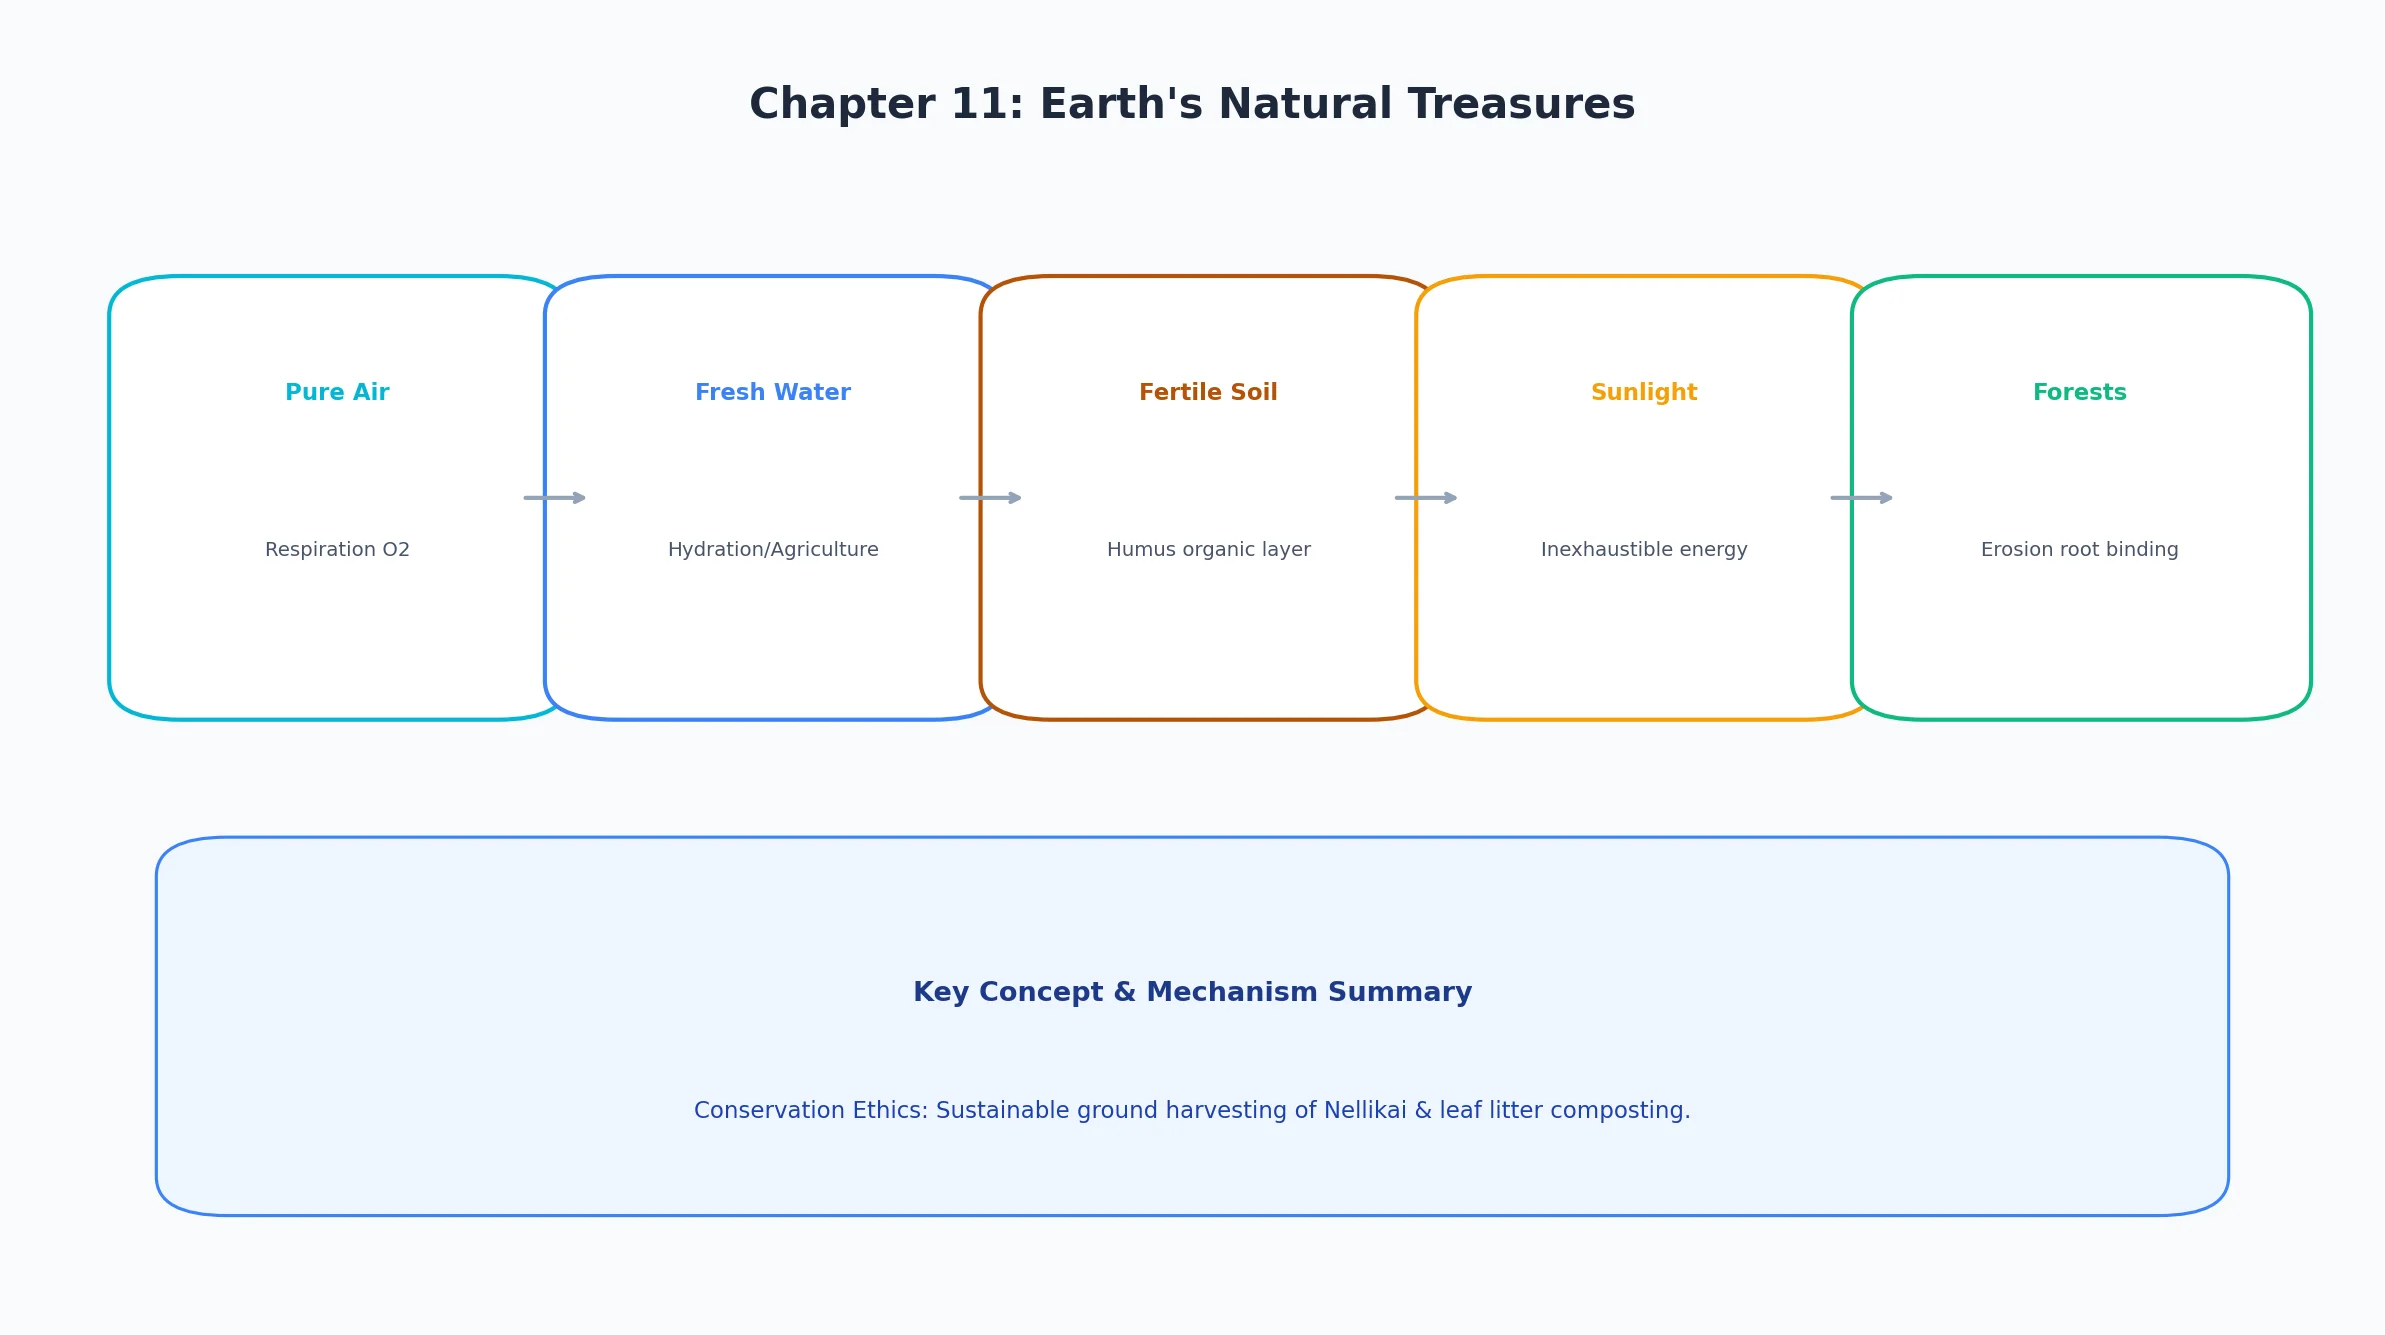 Chapter 11: Earth's Natural Treasures
Pure Air
Respiration O2
Fresh Water
Hydration/Agriculture
Fertile Soil
Humus organic layer
Sunlight
Inexhaustible energy
Forests
Erosion root binding
Key Concept & Mechanism Summary
Conservation Ethics: Sustainable ground harvesting of Nellikai & leaf litter composting.